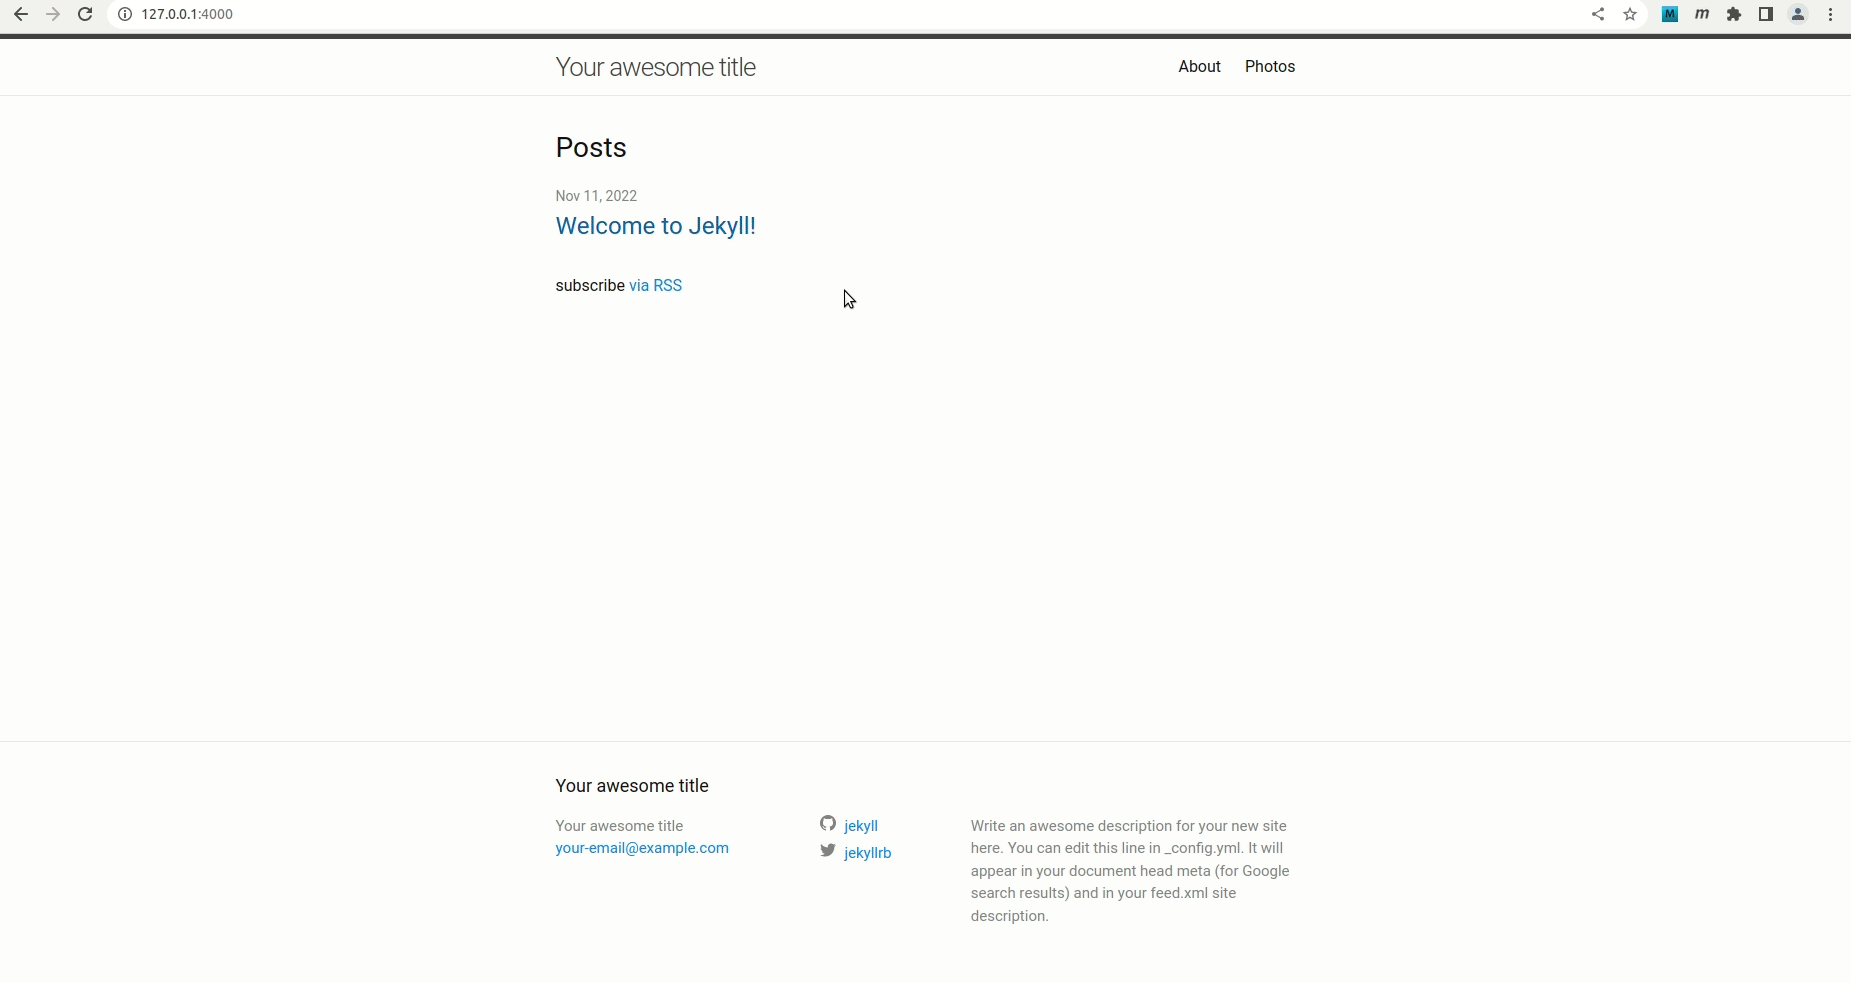 127.0.0.1:4000
M
m
Your awesome title
About Photos
Posts
Nov 11, 2022
Welcome to Jekyll!
subscribe via RSS
Your awesome title
Your awesome title
your-email@example.com
jekyll
jekyllrb
Write an awesome description for your new site
here. You can edit this line in _config.yml. It will
appear in your document head meta (for Google
search results) and in your feed.xml site
description.